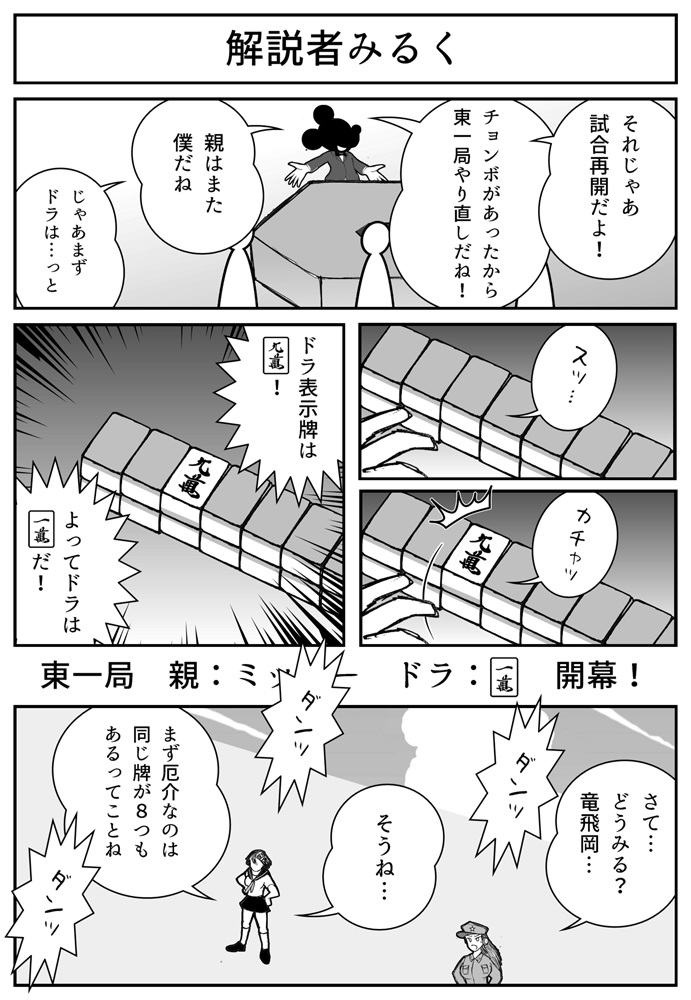 解説者みるく
それじゃあ
試合再開だよ！
チョンボがあったから
東一局やり直しだね！
親はまた
僕だね
じゃあまず
ドラは…っと
スッ…
カチャッ
九萬
ドラ表示牌は
九萬！
九萬
よってドラは
一萬だ！
東一局　親：ミッ　ー　ドラ：一萬　開幕！
さて…
どうみる？
竜飛岡…
ダンッ
ダンッ
そうね…
まず厄介なのは
同じ牌が８つも
あるってことね
ダンッ